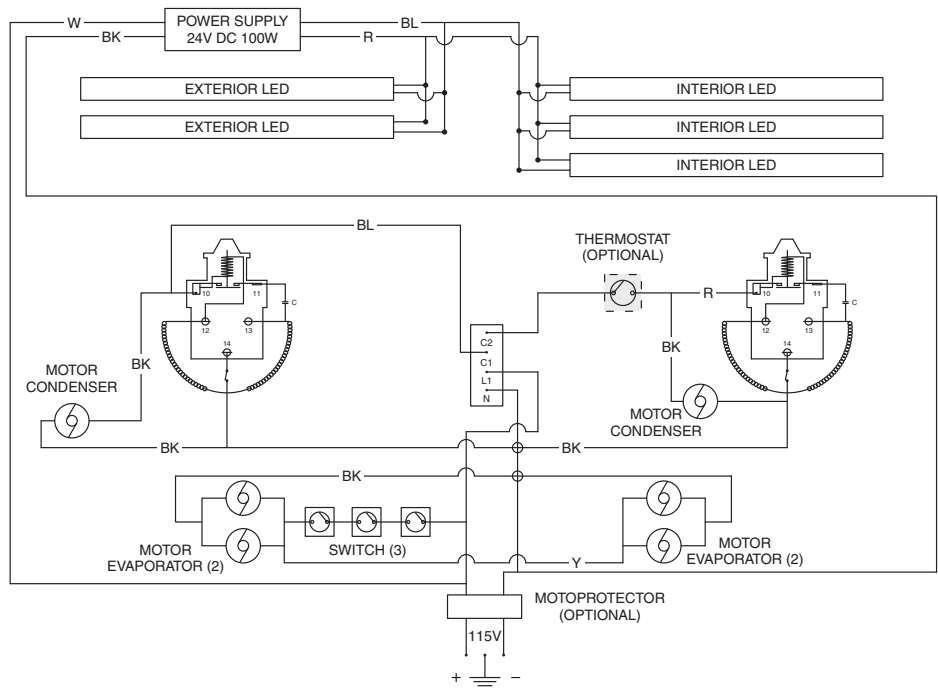 W
POWER SUPPLY
24V DC 100W
BL
BK
R
EXTERIOR LED
INTERIOR LED
EXTERIOR LED
INTERIOR LED
INTERIOR LED
BL
THERMOSTAT
(OPTIONAL)
10
11
C
12
13
14
R
10
11
C
12
13
14
C2
C1
L1
N
BK
BK
MOTOR
CONDENSER
MOTOR
CONDENSER
BK
BK
BK
SWITCH (3)
MOTOR
EVAPORATOR (2)
Y
MOTOR
EVAPORATOR (2)
MOTOPROTECTOR
(OPTIONAL)
115V
+
−